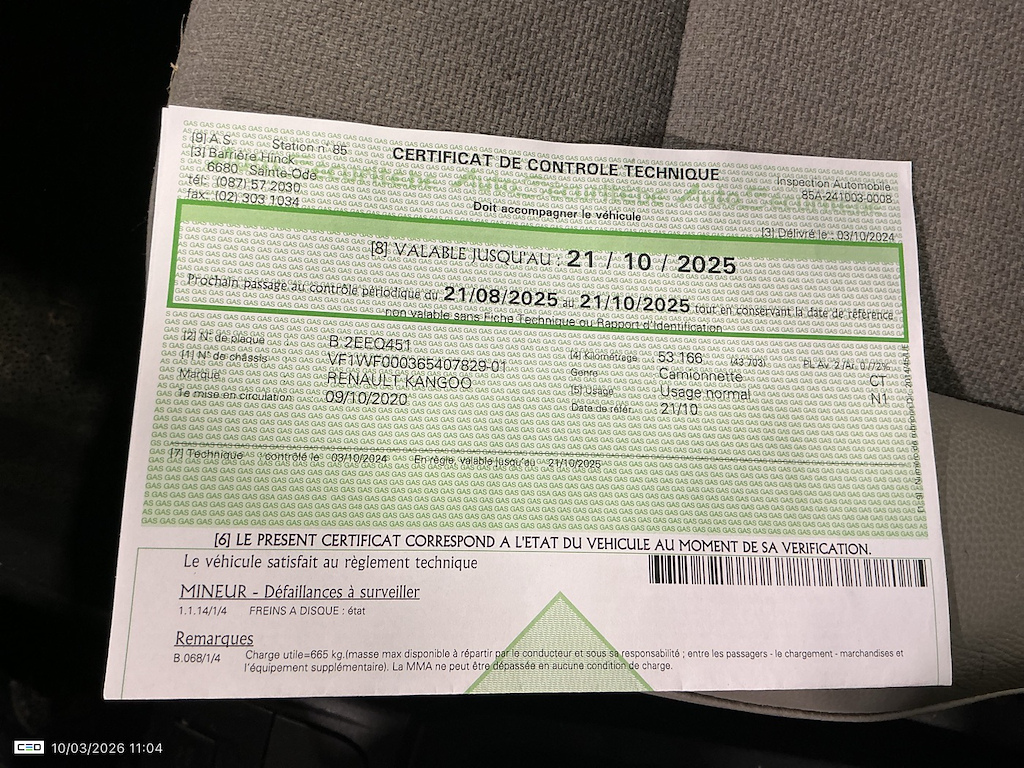 [9] A.S. Station n° 85
[3] Barrière Hinck
6680 Sainte-Ode
tél: (087) 57 2030
fax: (02) 303 1034
CERTIFICAT DE CONTROLE TECHNIQUE
Doit accompagner le véhicule
Inspection Automobile
85A-241003-0008
[3] Délivré le : 03/10/2024
[8] VALABLE JUSQU'AU : 21 / 10 / 2025
Prochain passage au contrôle périodique du 21/08/2025 au 21/10/2025 tout en conservant la date de référence
non valable sans Fiche Technique ou Rapport d'Identification
[2] N° de plaque B 2EEQ451
[1] N° de châssis VF1WF000365407829-01
Marque RENAULT KANGOO
1e mise en circulation 09/10/2020
[4] Kilométrage 53 166 (43 703) PL Av. 2/Ar. 0/72%
Genre Camionnette CT
[5] Usage Usage normal N1
Date de référ. 21/10
[7] Technique contrôlé le 03/10/2024 En règle, valable jusqu'au 21/10/2025
[6] LE PRESENT CERTIFICAT CORRESPOND A L'ETAT DU VEHICULE AU MOMENT DE SA VERIFICATION.
Le véhicule satisfait au règlement technique
MINEUR - Défaillances à surveiller
1.1.14/1/4 FREINS A DISQUE : état
Remarques
B.068/1/4 Charge utile=665 kg.(masse max disponible à répartir par le conducteur et sous sa responsabilité ; entre les passagers - le chargement - marchandises et
l'équipement supplémentaire). La MMA ne peut être dépassée en aucune condition de charge.
CEO 10/03/2026 11:04